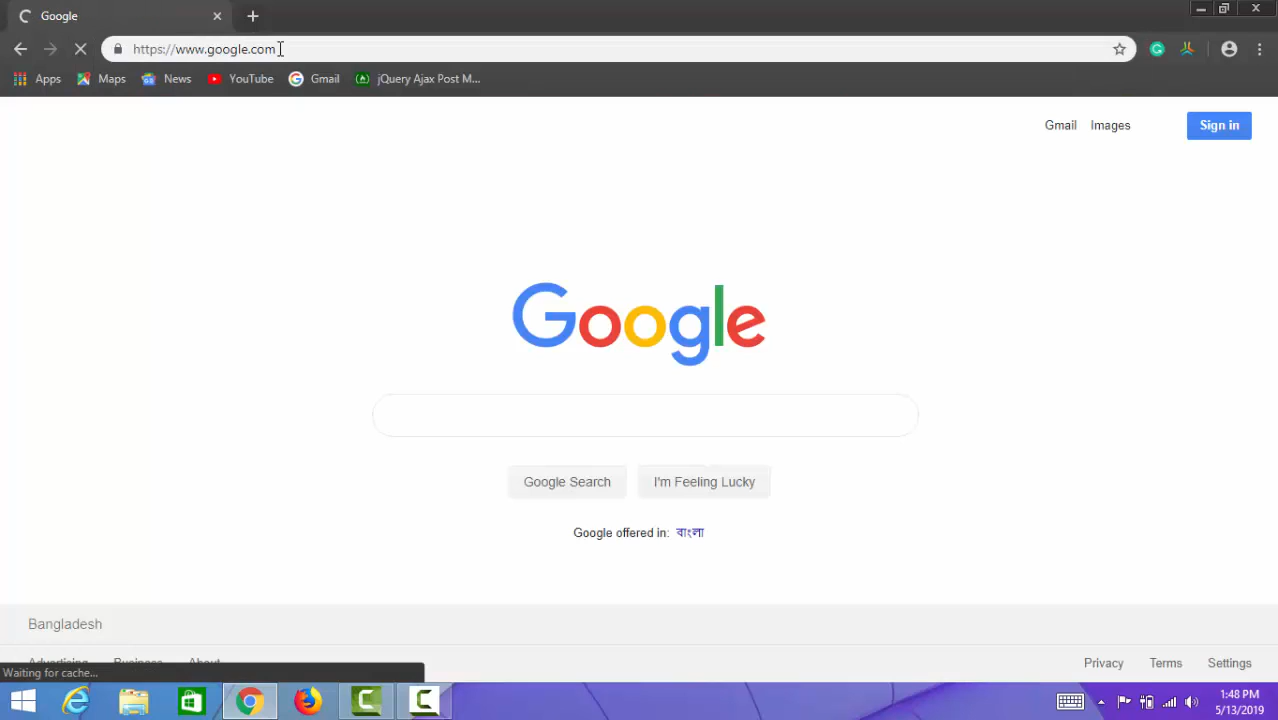 Google
https://www.google.com
Apps Maps News YouTube Gmail jQuery Ajax Post M...
Gmail Images Sign in
Google
Google Search I'm Feeling Lucky
Google offered in: বাংলা
Bangladesh
Advertising Business About Privacy Terms Settings
Waiting for cache...
1:48 PM
5/13/2019